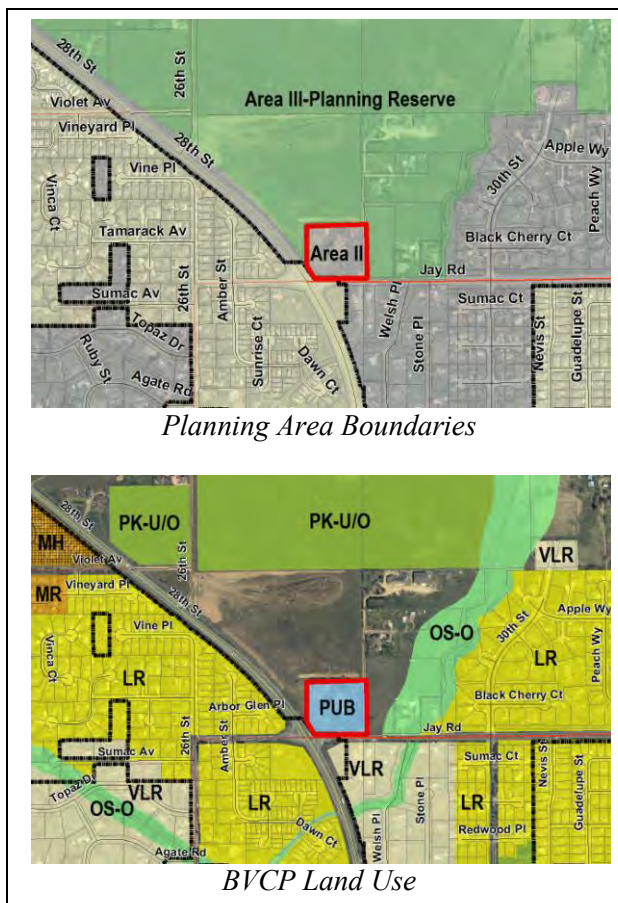 28th St
26th St
Area III-Planning Reserve
Violet Av
Vineyard Pl
28th St
Vine Pl
Vinca Ct
30th St
Apple Wy
Peach Wy
Tamarack Av
Amber St
Area II
Black Cherry Ct
Jay Rd
Sumac Av
26th St
Topaz Dr
Ruby St
Agate Rd
Sunrise Ct
Dawn Ct
Welsh Pl
Stone Pl
Sumac Ct
Nevis St
Guadelupe St
Planning Area Boundaries
28th St
PK-U/O
PK-U/O
MH
Violet Av
26th St
VLR
MR
Vineyard Pl
Vine Pl
OS-O
30th St
Apple Wy
Peach Wy
Vinca Ct
LR
LR
Arbor Glen Pl
PUB
Black Cherry Ct
Jay Rd
Sumac Av
26th St
Amber St
VLR
Sumac Ct
Topaz Dr
VLR
OS-O
LR
Stone Pl
LR
Nevis St
Guadelupe St
Dawn Ct
Welsh Pl
Redwood Pl
Agate Rd
BVCP Land Use